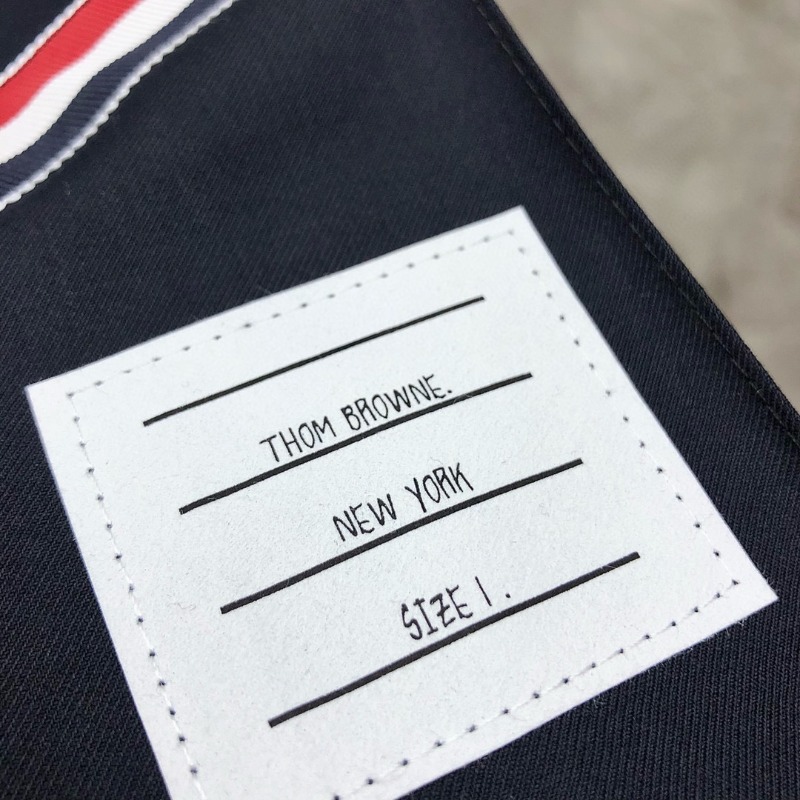 THOM BROWNE.
NEW YORK
SIZE 1.